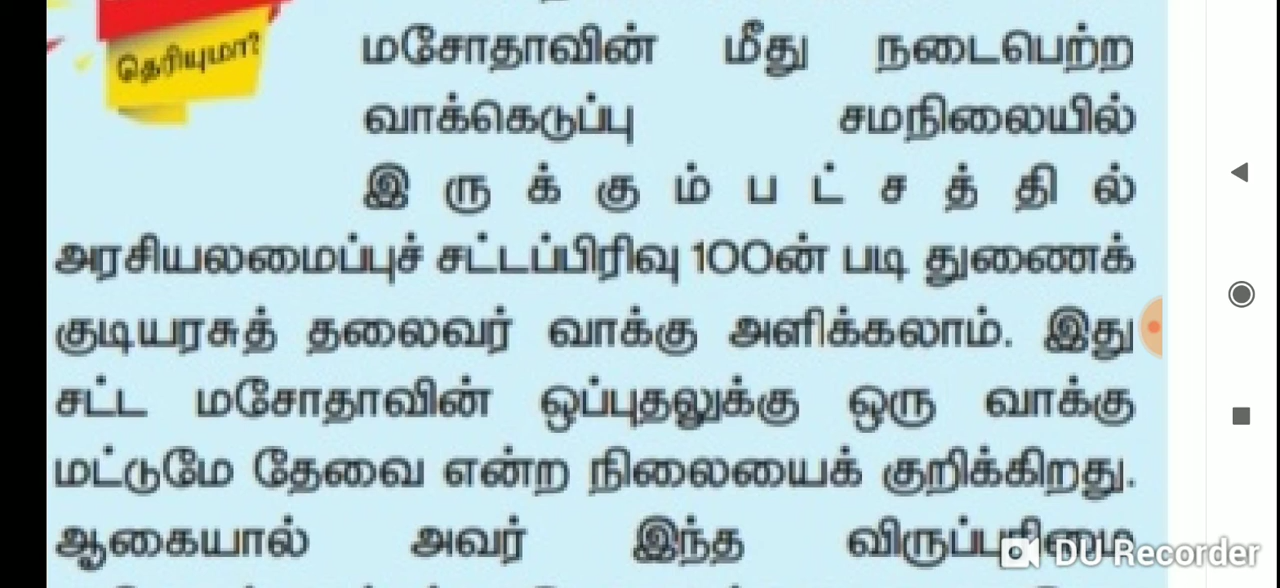 தெரியுமா?
மசோதாவின் மீது நடைபெற்ற
வாக்கெடுப்பு சமநிலையில்
இருக்கும்பட்சத்தில்
அரசியலமைப்புச் சட்டப்பிரிவு 100ன் படி துணைக்
குடியரசுத் தலைவர் வாக்கு அளிக்கலாம். இது
சட்ட மசோதாவின் ஒப்புதலுக்கு ஒரு வாக்கு
மட்டுமே தேவை என்ற நிலையைக் குறிக்கிறது.
ஆகையால் அவர் இந்த விருப்புரிமை
DU Recorder